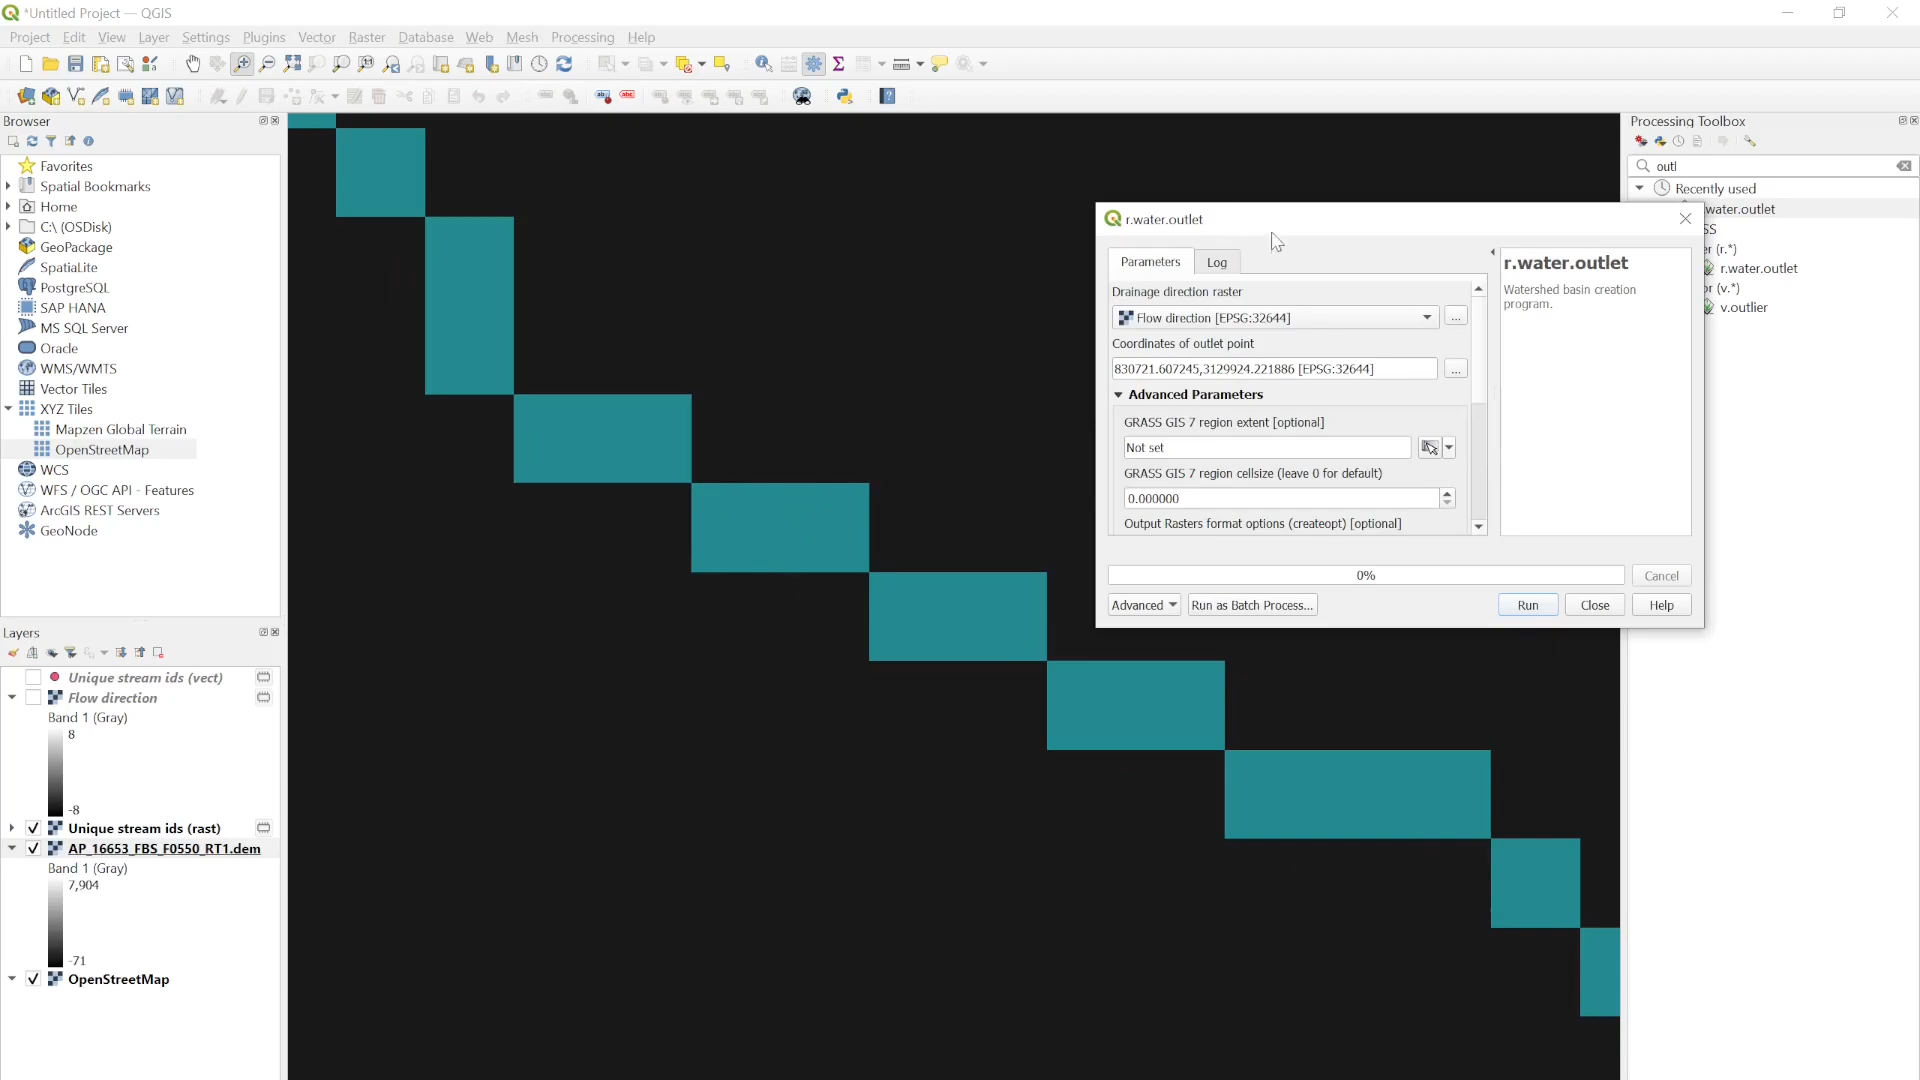 *Untitled Project — QGIS
Project Edit View Layer Settings Plugins Vector Raster Database Web Mesh Processing Help
Browser
Favorites
Spatial Bookmarks
Home
C:\ (OSDisk)
GeoPackage
SpatiaLite
PostgreSQL
SAP HANA
MS SQL Server
Oracle
WMS/WMTS
Vector Tiles
XYZ Tiles
Mapzen Global Terrain
OpenStreetMap
WCS
WFS / OGC API - Features
ArcGIS REST Servers
GeoNode
Layers
Unique stream ids (vect)
Flow direction
Band 1 (Gray)
8
-8
Unique stream ids (rast)
AP_16653_FBS_F0550_RT1.dem
Band 1 (Gray)
7,904
-71
OpenStreetMap
r.water.outlet
Parameters Log
Drainage direction raster
Flow direction [EPSG:32644]
...
Coordinates of outlet point
830721.607245,3129924.221886 [EPSG:32644]
...
Advanced Parameters
GRASS GIS 7 region extent [optional]
Not set
GRASS GIS 7 region cellsize (leave 0 for default)
0.000000
Output Rasters format options (createopt) [optional]
r.water.outlet
Watershed basin creation
program.
0%
Cancel
Advanced Run as Batch Process... Run Close Help
Processing Toolbox
outl
Recently used
water.outlet
SS
er (r.*)
r.water.outlet
or (v.*)
v.outlier